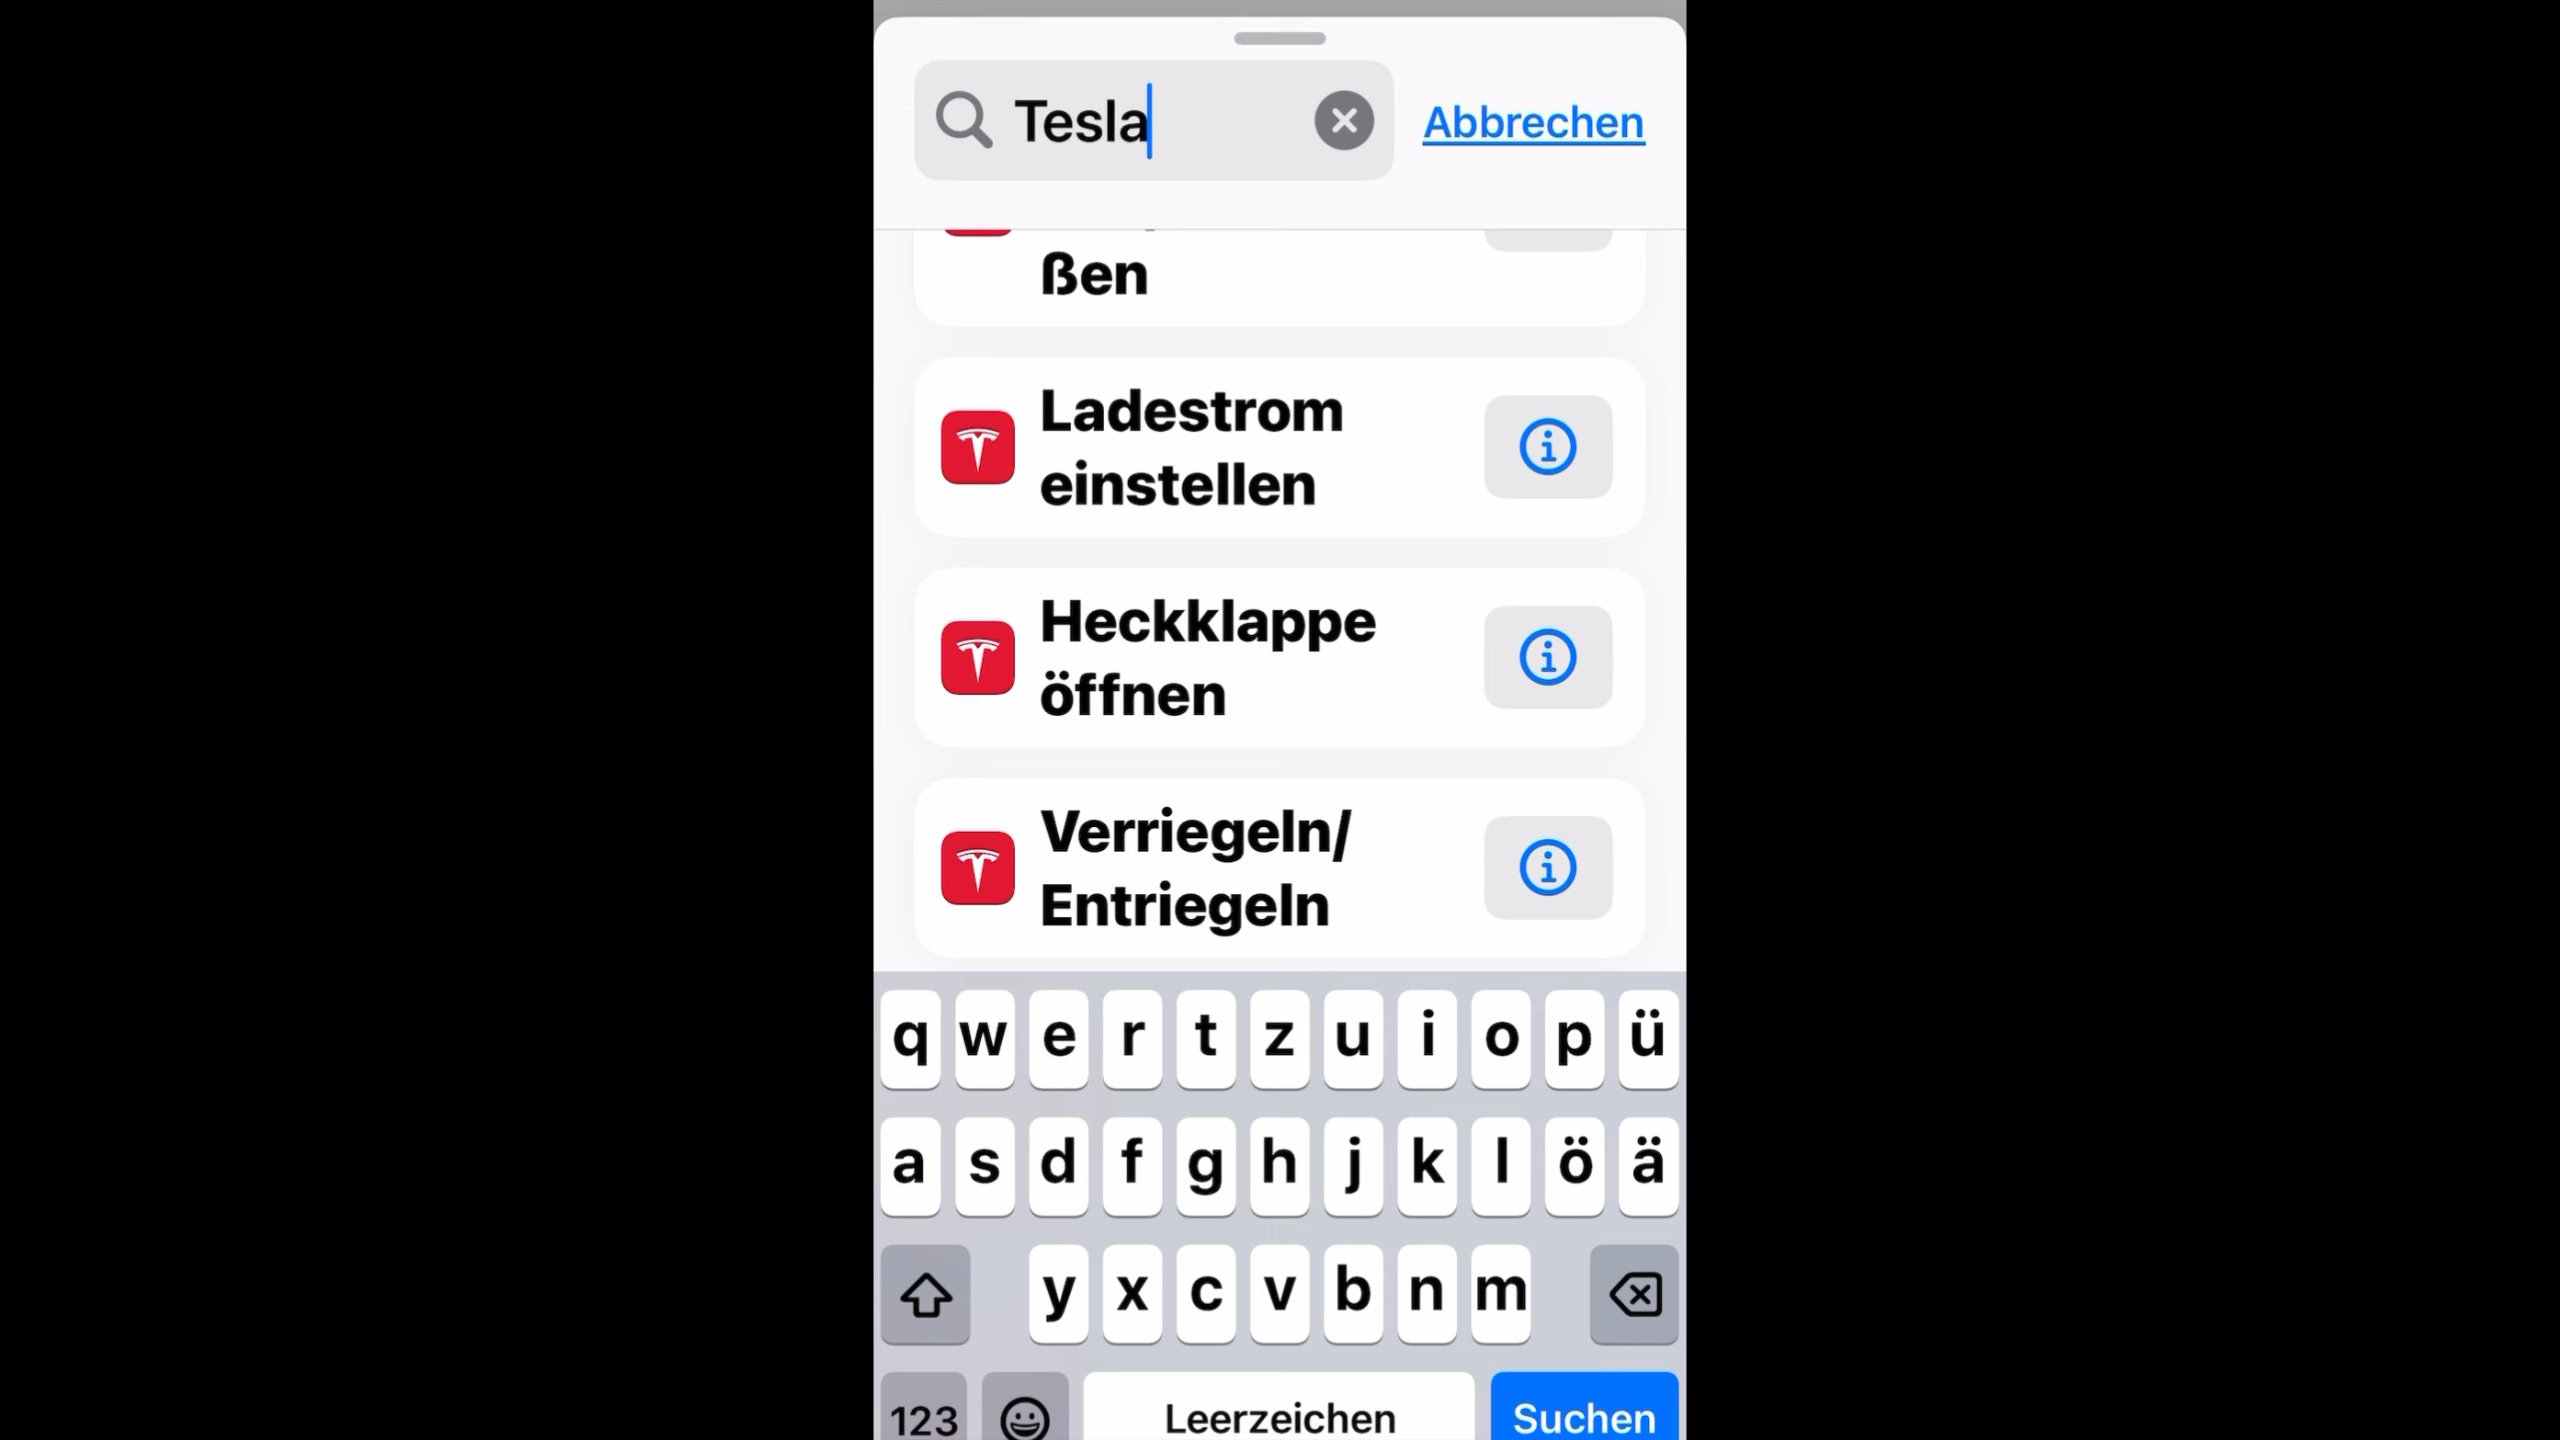 Tesla
Abbrechen
ßen
Ladestrom
einstellen
Heckklappe
öffnen
Verriegeln/
Entriegeln
q w e r t z u i o p ü
a s d f g h j k l ö ä
y x c v b n m
123 Leerzeichen Suchen